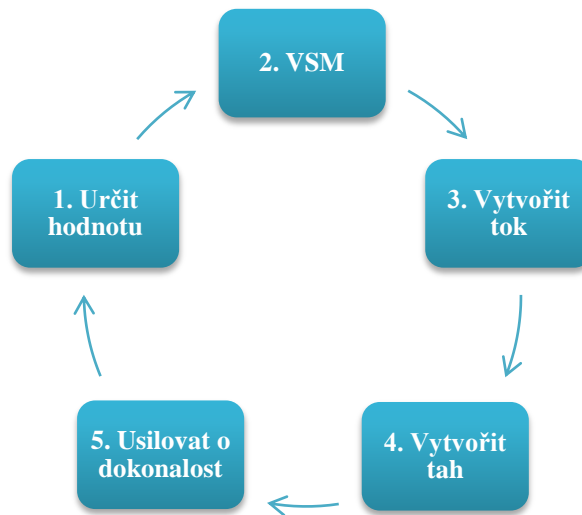 2. VSM
1. Určit
hodnotu
3. Vytvořit
tok
5. Usilovat o
dokonalost
4. Vytvořit
tah